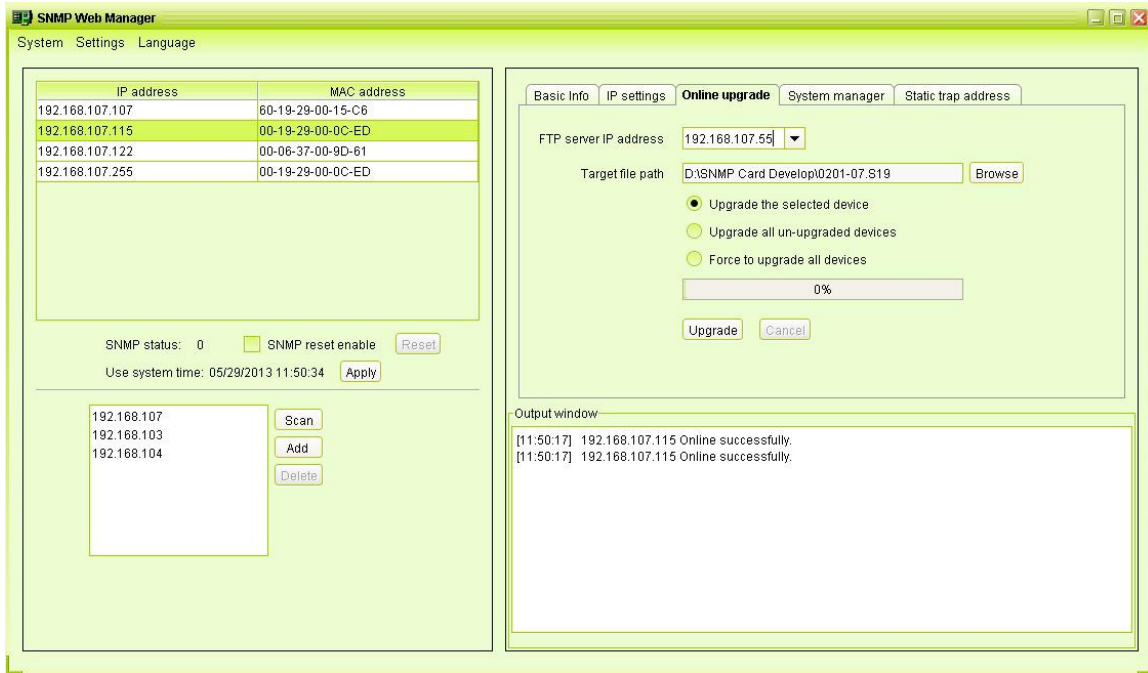 SNMP Web Manager
System Settings Language
IP address MAC address
192.168.107.107 60-19-29-00-15-C6
192.168.107.115 00-19-29-00-0C-ED
192.168.107.122 00-06-37-00-9D-61
192.168.107.255 00-19-29-00-0C-ED
SNMP status: 0 SNMP reset enable Reset
Use system time: 05/29/2013 11:50:34 Apply
192.168.107
192.168.103
192.168.104
Scan
Add
Delete
Basic Info IP settings Online upgrade System manager Static trap address
FTP server IP address 192.168.107.55
Target file path D:\SNMP Card Develop\0201-07.S19 Browse
Upgrade the selected device
Upgrade all un-upgraded devices
Force to upgrade all devices
0%
Upgrade Cancel
Output window
[11:50:17] 192.168.107.115 Online successfully.
[11:50:17] 192.168.107.115 Online successfully.